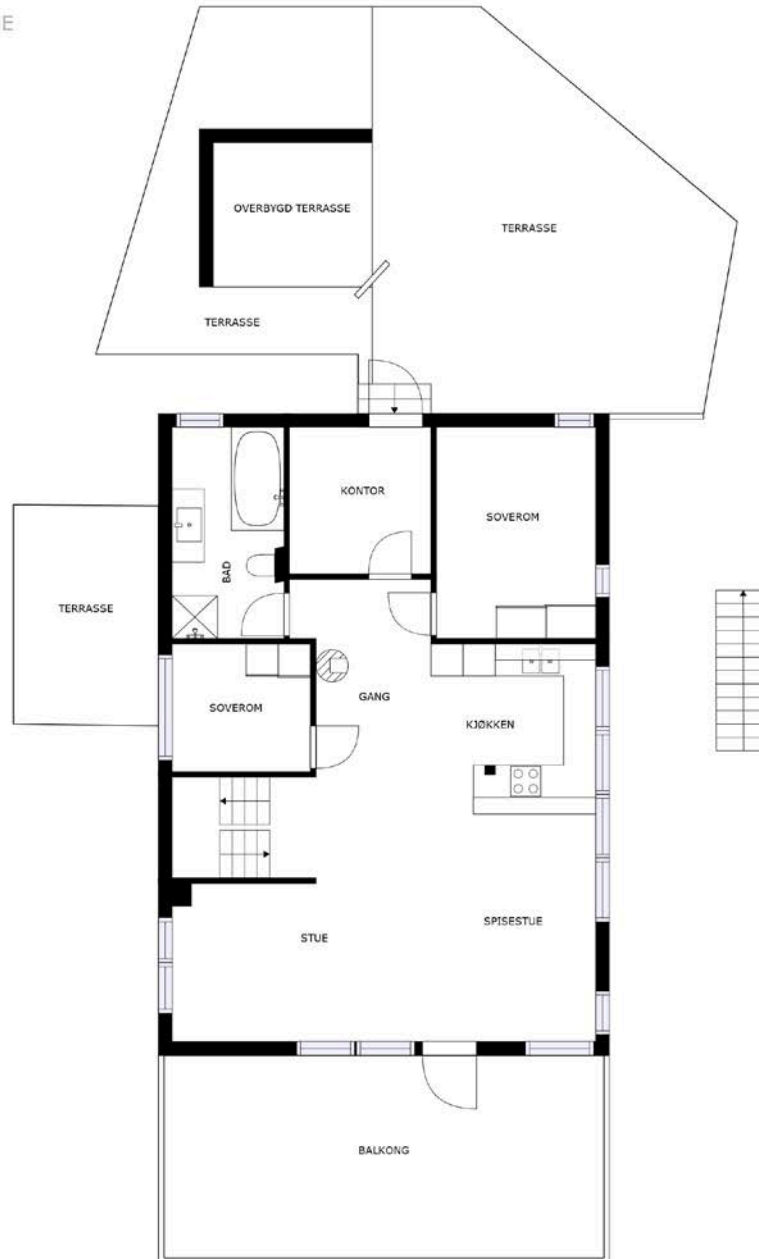 E
OVERBYGD TERRASSE
TERRASSE
TERRASSE
KONTOR
SOVEROM
BAD
TERRASSE
SOVEROM
GANG
KJØKKEN
STUE
SPISESTUE
BALKONG